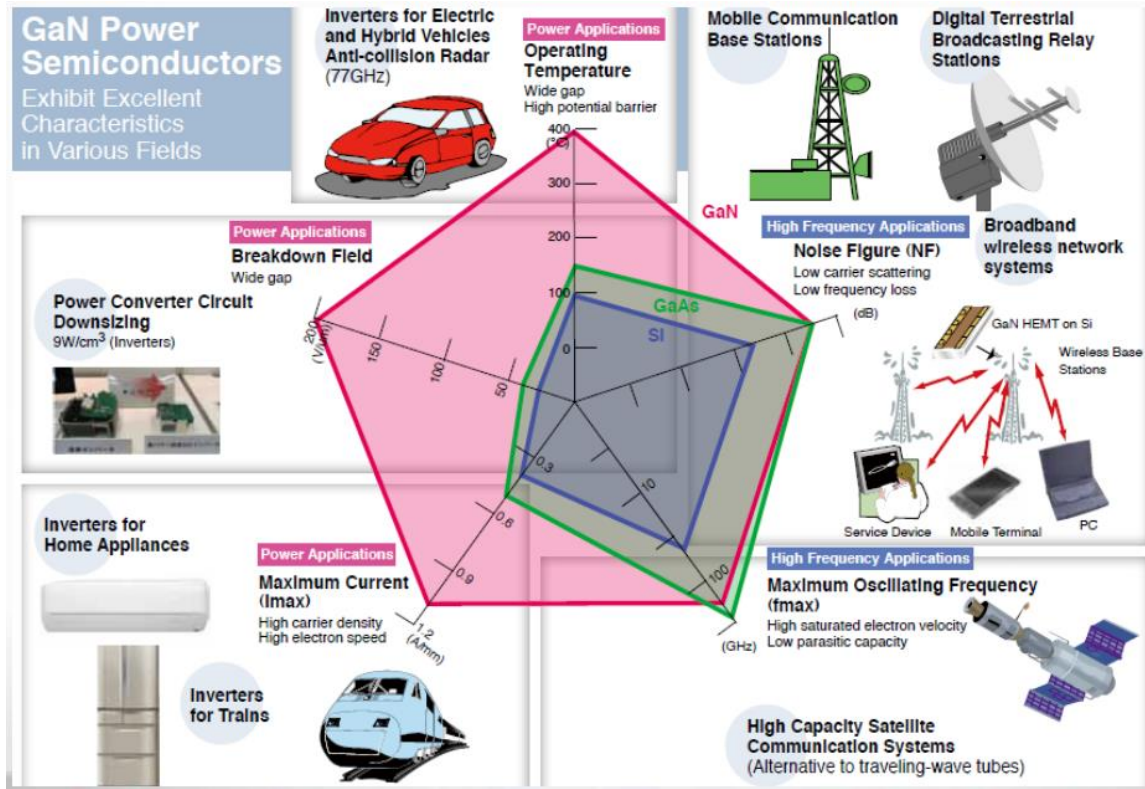 GaN Power
Semiconductors
Exhibit Excellent
Characteristics
in Various Fields
Inverters for Electric
and Hybrid Vehicles
Anti-collision Radar
(77GHz)
Power Applications
Operating
Temperature
Wide gap
High potential barrier
400
(°C)
300
200
100
0
Mobile Communication
Base Stations
Digital Terrestrial
Broadcasting Relay
Stations
GaN
GaAs
SI
High Frequency Applications
Noise Figure (NF)
Low carrier scattering
Low frequency loss
(dB)
Broadband
wireless network
systems
GaN HEMT on Si
Wireless Base
Stations
Service Device
Mobile Terminal
PC
Power Applications
Breakdown Field
Wide gap
200
(V/um)
150
100
50
Power Converter Circuit
Downsizing
9W/cm³ (Inverters)
0.3
0.6
0.9
1.2
(A/mm)
10
100
(GHz)
Inverters for
Home Appliances
Power Applications
Maximum Current
(Imax)
High carrier density
High electron speed
Inverters
for Trains
High Frequency Applications
Maximum Oscillating Frequency
(fmax)
High saturated electron velocity
Low parasitic capacity
High Capacity Satellite
Communication Systems
(Alternative to traveling-wave tubes)